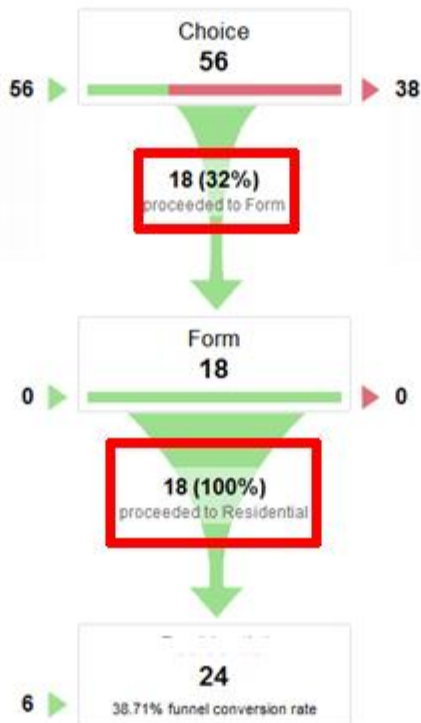 Choice
56
56
38
18 (32%)
proceeded to Form
Form
18
0
0
18 (100%)
proceeded to Residential
24
6
38.71% funnel conversion rate